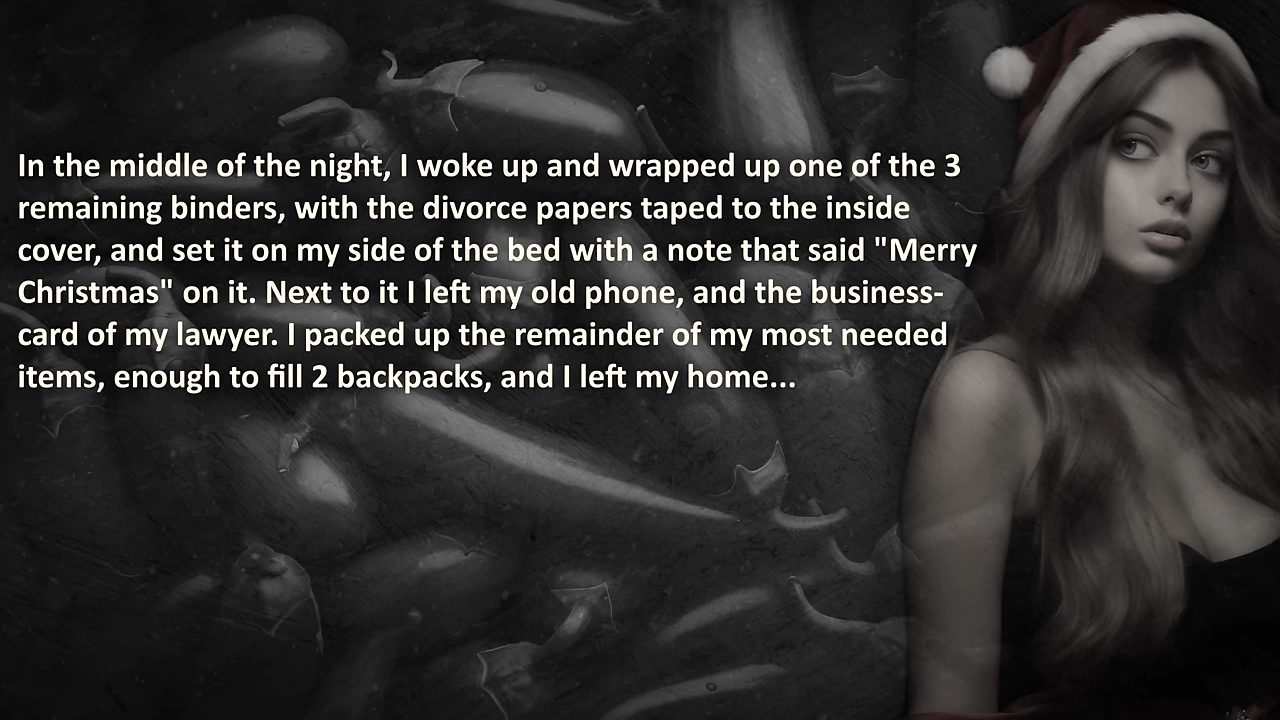 In the middle of the night, I woke up and wrapped up one of the 3
remaining binders, with the divorce papers taped to the inside
cover, and set it on my side of the bed with a note that said "Merry
Christmas" on it. Next to it I left my old phone, and the business-
card of my lawyer. I packed up the remainder of my most needed
items, enough to fill 2 backpacks, and I left my home...